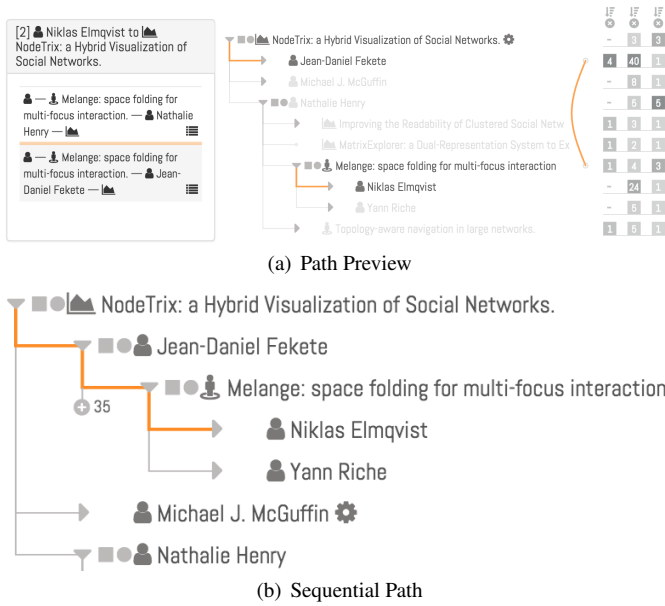 [2] Niklas Elmqvist to
NodeTrix: a Hybrid Visualization of
Social Networks.
— Melange: space folding for
multi-focus interaction. — Nathalie
Henry —
— Melange: space folding for
multi-focus interaction. — Jean-
Daniel Fekete —
NodeTrix: a Hybrid Visualization of Social Networks.
- 3 3
Jean-Daniel Fekete
4 40 1
Michael J. McGuffin
- 8 1
Nathalie Henry
- 5 5
Improving the Readability of Clustered Social Netw
1 3 1
MatrixExplorer: a Dual-Representation System to Ex
1 2 1
Melange: space folding for multi-focus interaction
1 4 3
Niklas Elmqvist
- 24 1
Yann Riche
- 5 1
Topology-aware navigation in large networks.
1 5 1
(a) Path Preview
NodeTrix: a Hybrid Visualization of Social Networks.
Jean-Daniel Fekete
Melange: space folding for multi-focus interaction
35
Niklas Elmqvist
Yann Riche
Michael J. McGuffin
Nathalie Henry
(b) Sequential Path